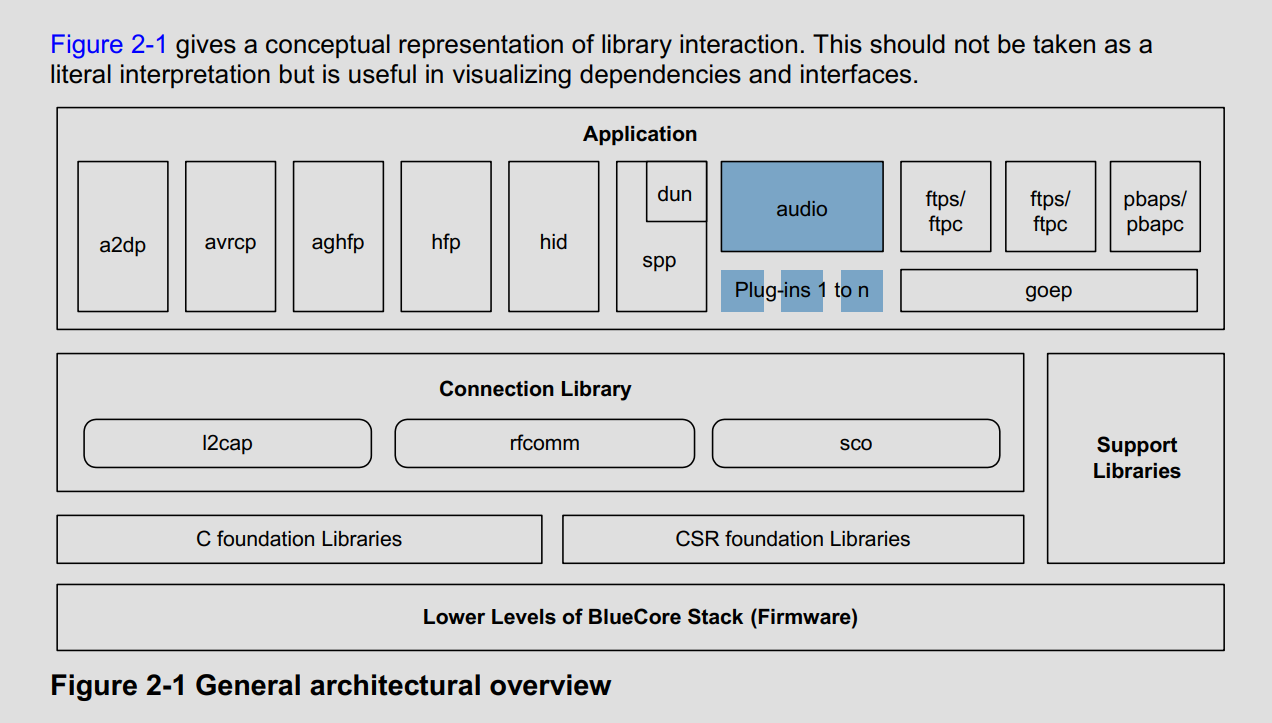 Figure 2-1 gives a conceptual representation of library interaction. This should not be taken as a
literal interpretation but is useful in visualizing dependencies and interfaces.
Application
a2dp
avrcp
aghfp
hfp
hid
dun
spp
audio
Plug-ins 1 to n
ftps/
ftpc
ftps/
ftpc
pbaps/
pbapc
goep
Connection Library
l2cap
rfcomm
sco
Support
Libraries
C foundation Libraries
CSR foundation Libraries
Lower Levels of BlueCore Stack (Firmware)
Figure 2-1 General architectural overview